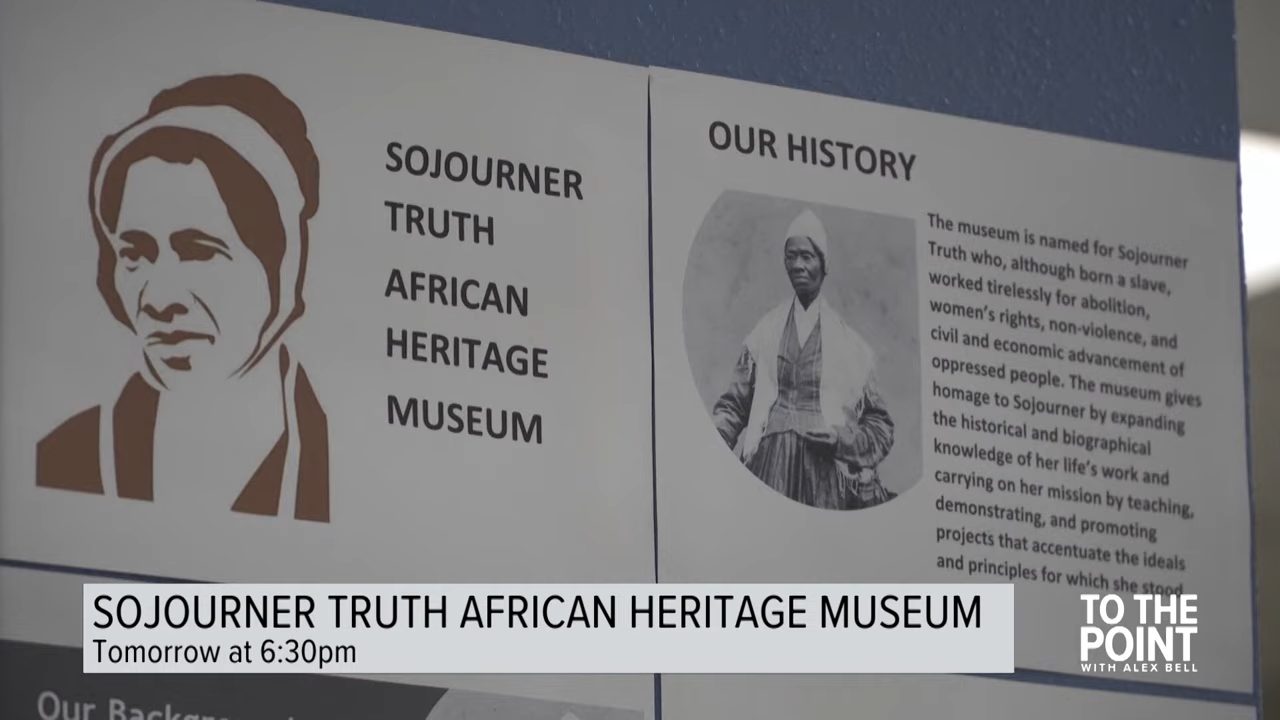 SOJOURNER
TRUTH
AFRICAN
HERITAGE
MUSEUM
OUR HISTORY
The museum is named for Sojourner
Truth who, although born a slave,
worked tirelessly for abolition,
women's rights, non-violence, and
civil and economic advancement of
oppressed people. The museum gives
homage to Sojourner by expanding
the historical and biographical
knowledge of her life's work and
carrying on her mission by teaching,
demonstrating, and promoting
projects that accentuate the ideals
and principles for which she stood
SOJOURNER TRUTH AFRICAN HERITAGE MUSEUM
Tomorrow at 6:30pm
TO THE
POINT
WITH ALEX BELL
Our